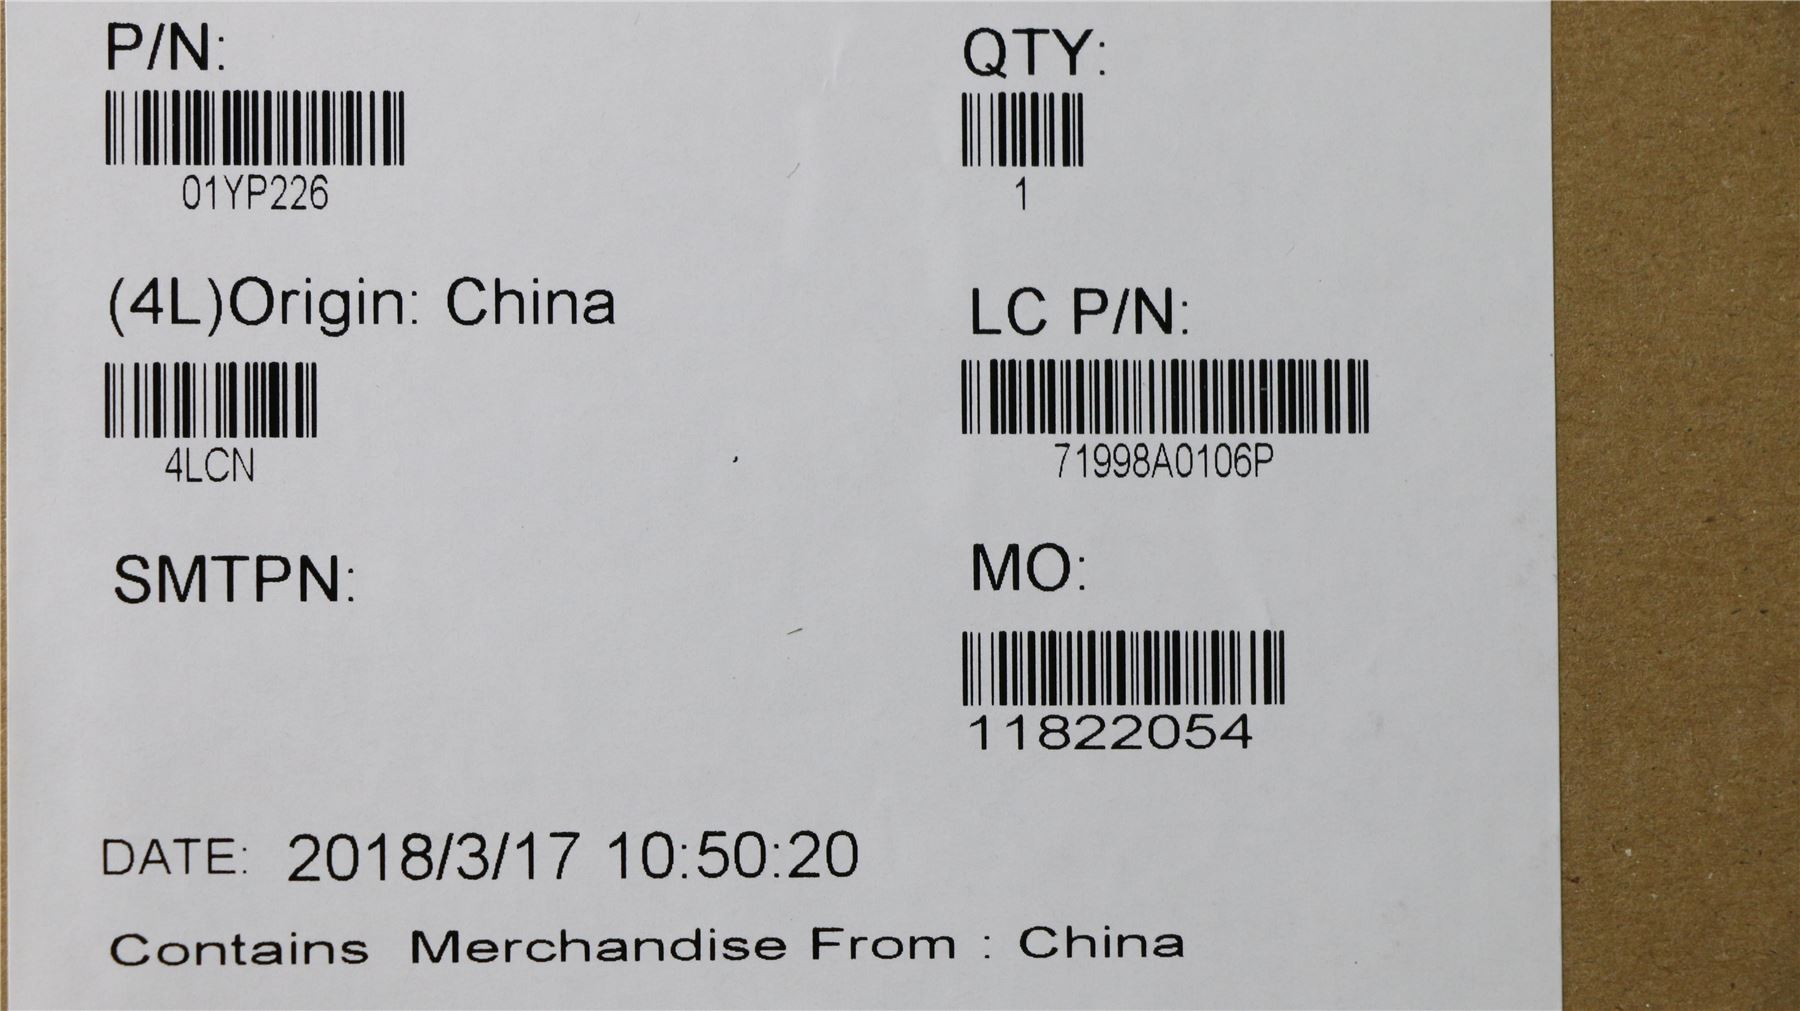 P/N:
QTY:
01YP226
1
(4L)Origin: China
LC P/N:
4LCN
71998A0106P
SMTPN:
MO:
11822054
DATE: 2018/3/17 10:50:20
Contains Merchandise From : China